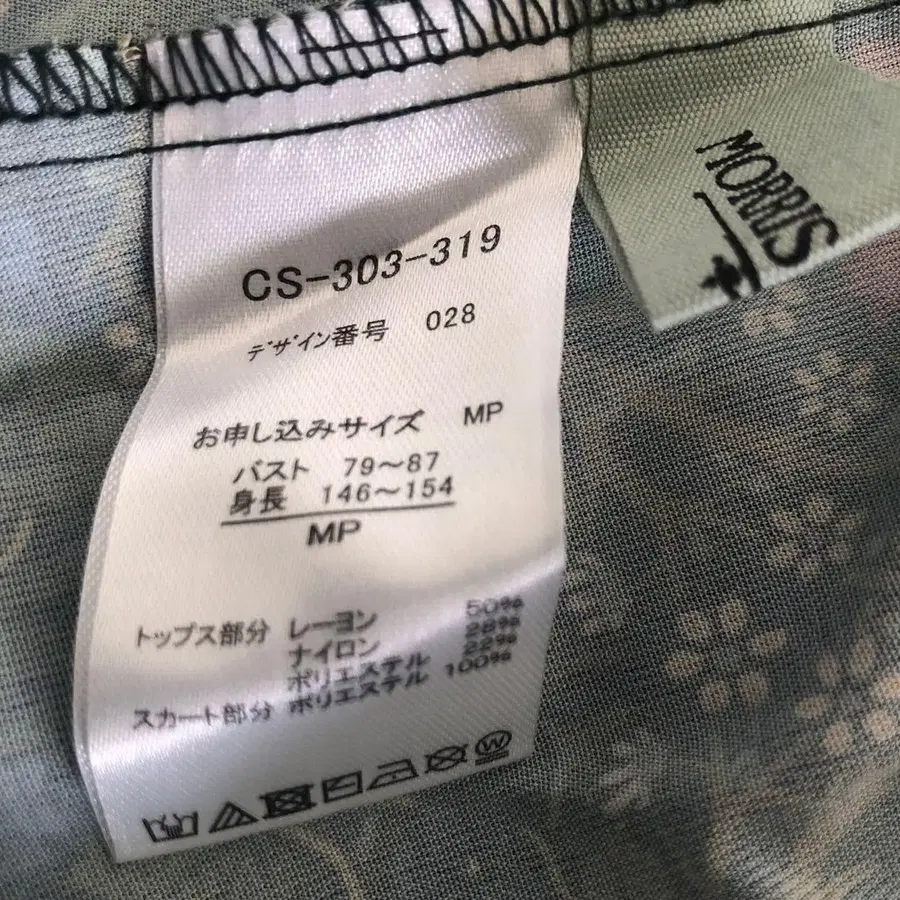 CS-303-319
デザイン番号 028
お申し込みサイズ MP
バスト 79～87
身長 146～154
MP
トップス部分 レーヨン 50%
ナイロン 28%
ポリエステル 22%
スカート部分 ポリエステル 100%
W
MORRIS